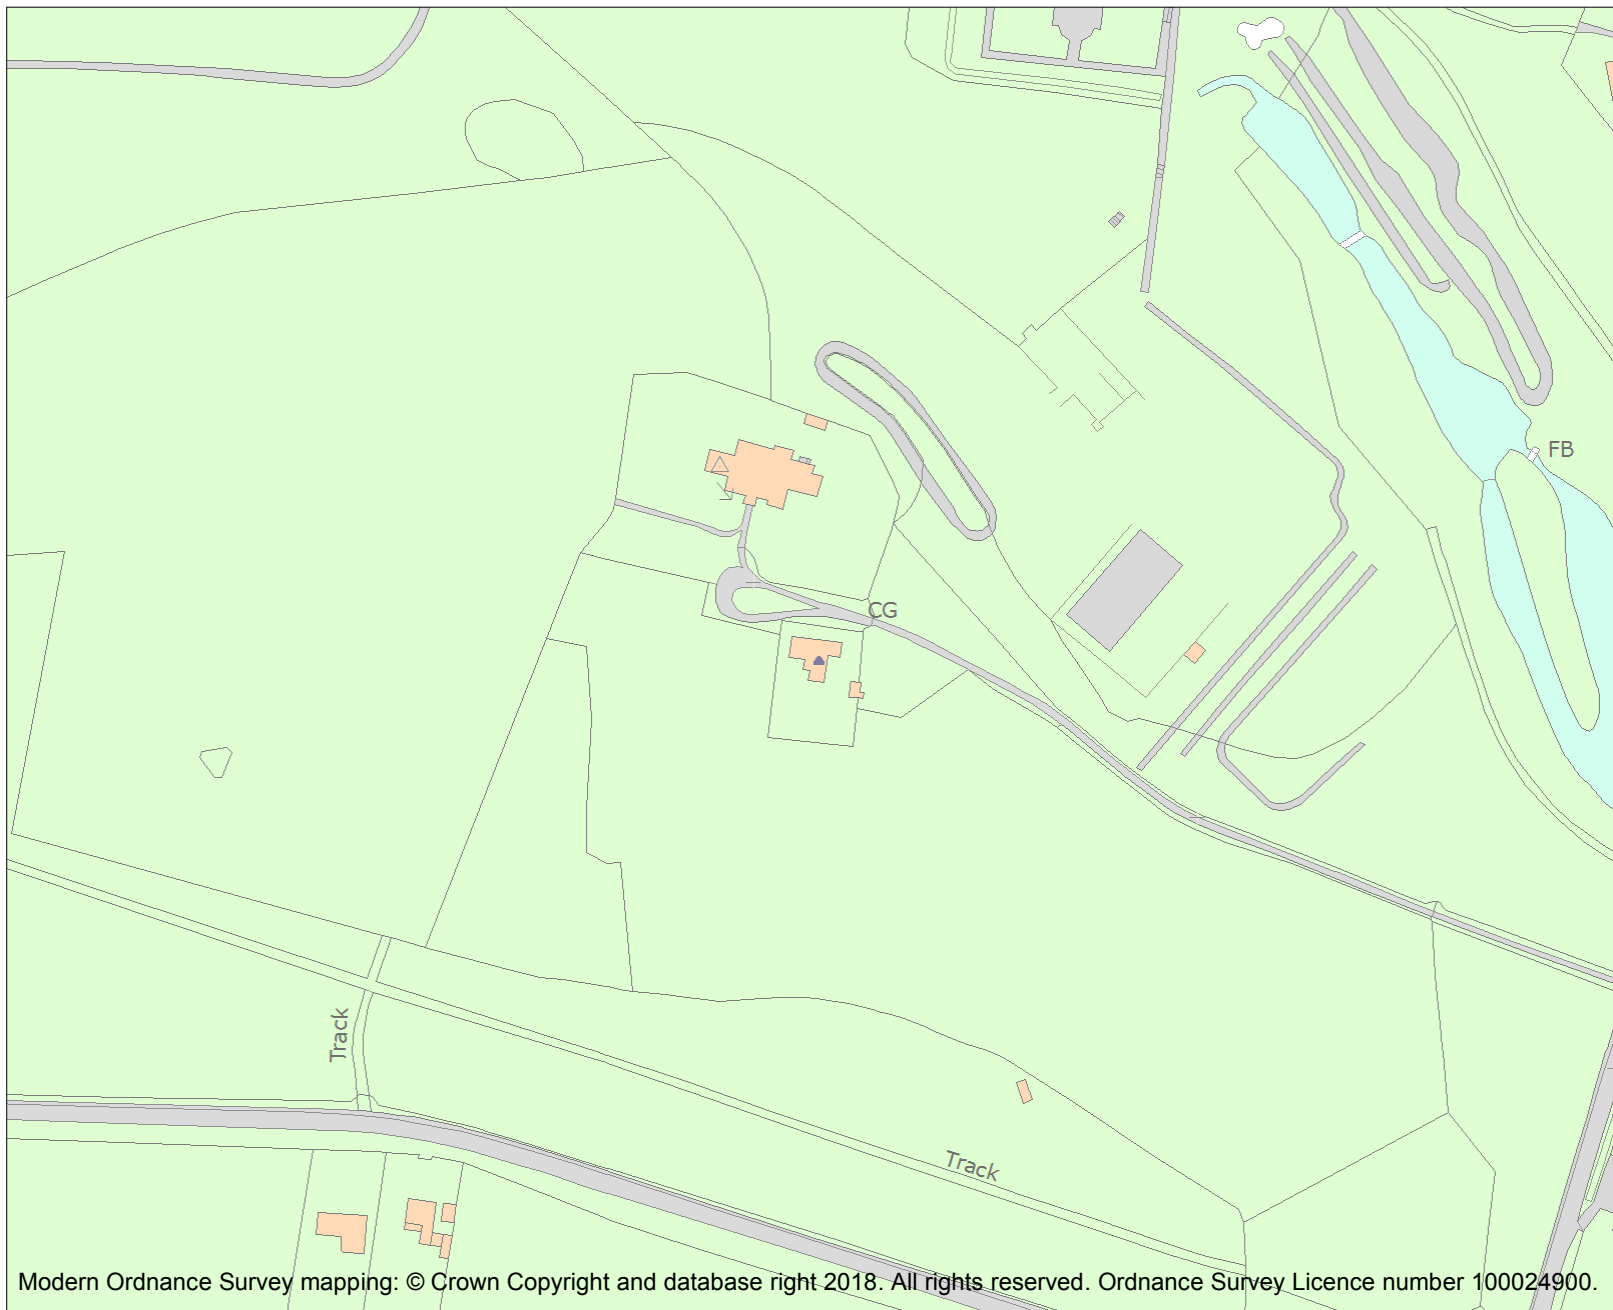 FB
CG
Track
Track
Modern Ordnance Survey mapping: © Crown Copyright and database right 2018. All rights reserved. Ordnance Survey Licence number 100024900.